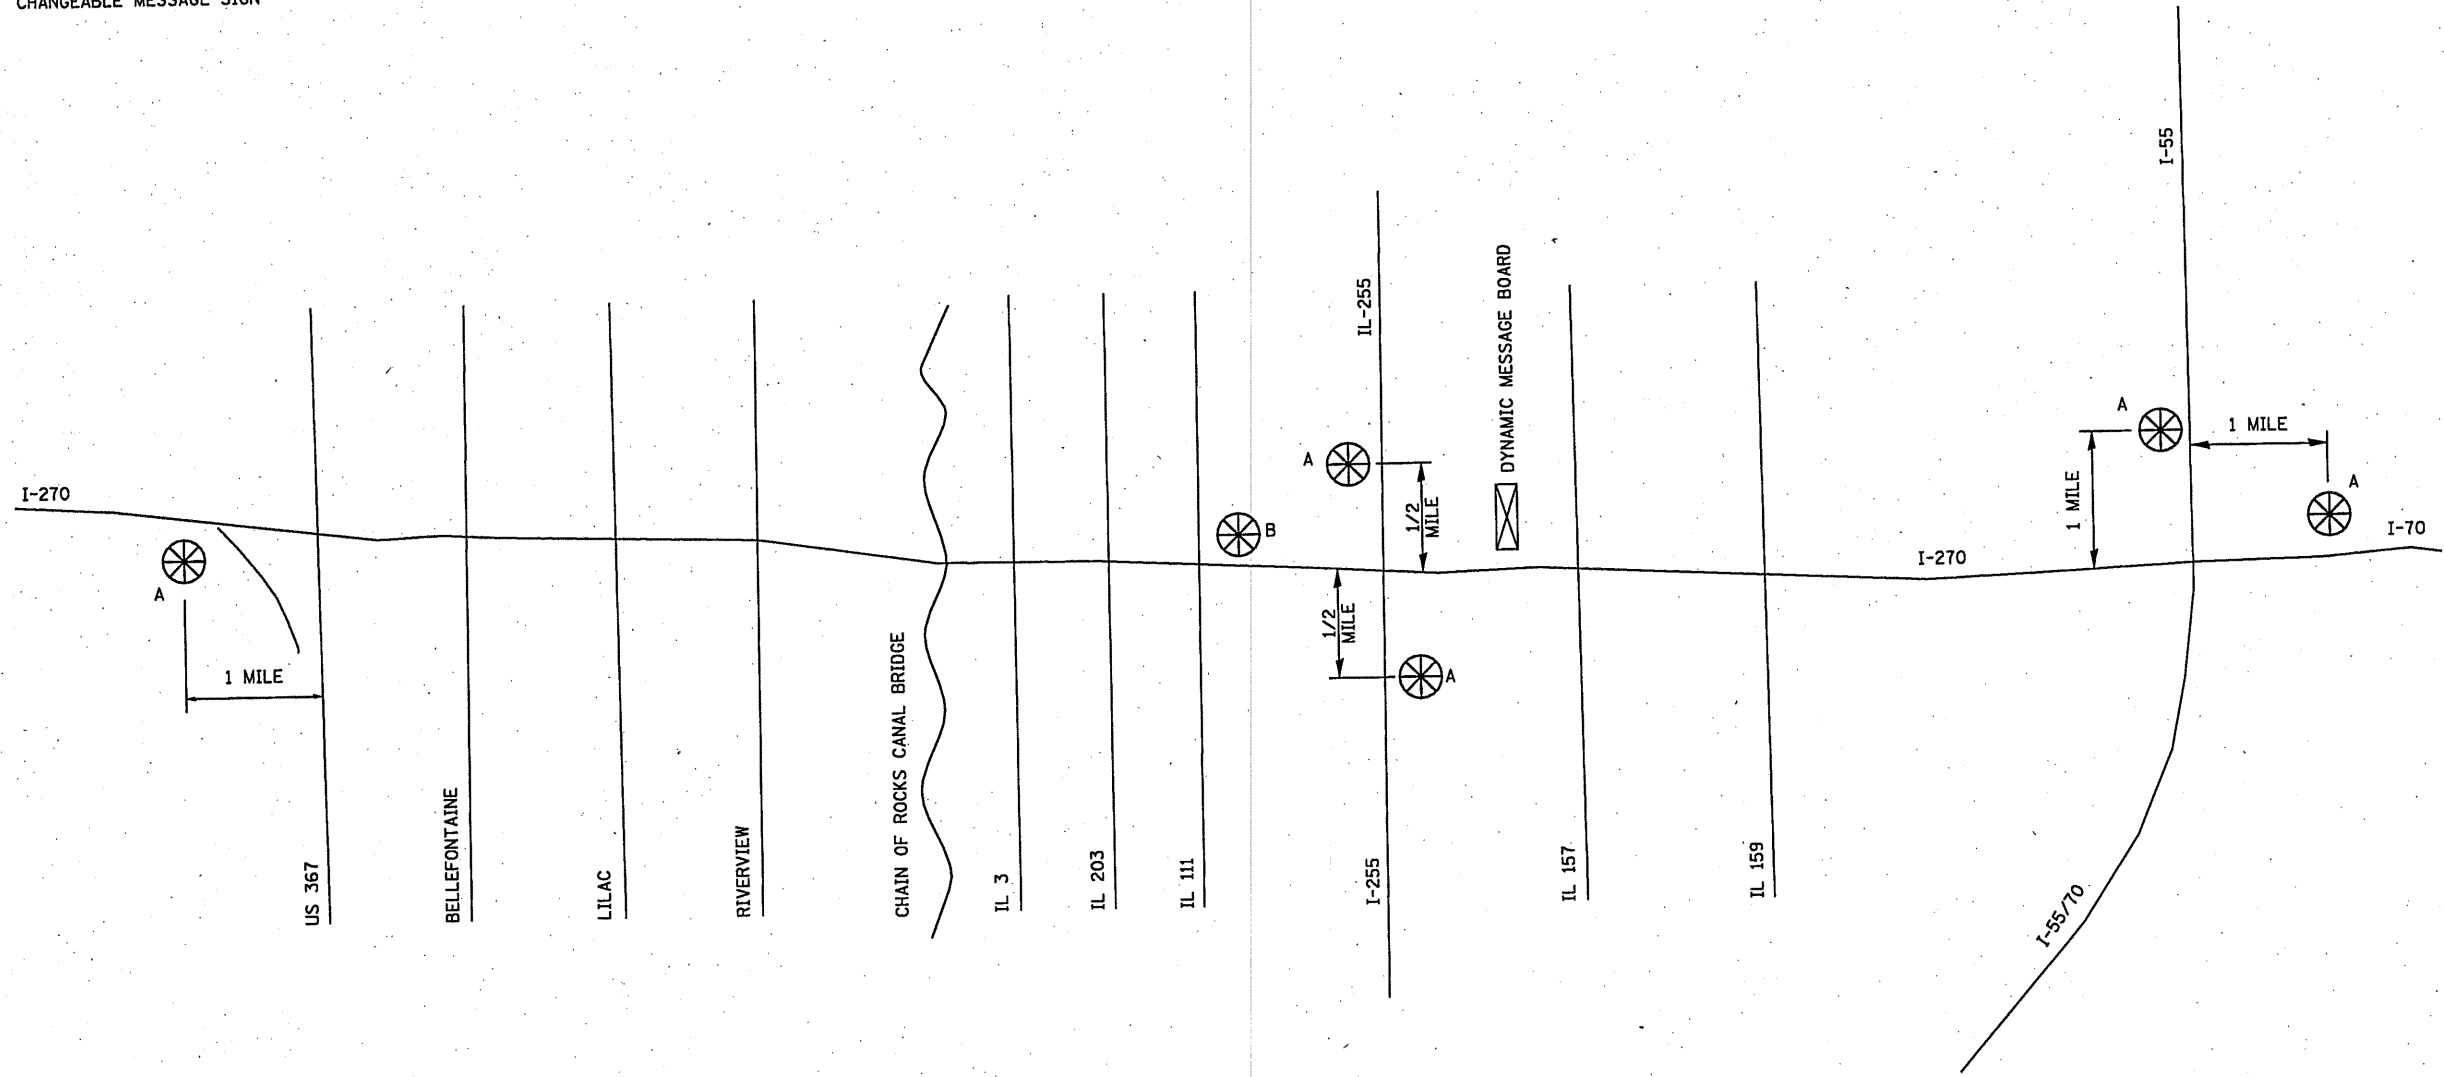 CHANGEABLE MESSAGE SIGN
I-55
IL-255
DYNAMIC MESSAGE BOARD
A
1 MILE
A
1/2
MILE
1 MILE
A
I-270
B
I-70
I-270
A
1/2
MILE
A
1 MILE
US 367
BELLEFONTAINE
LILAC
RIVERVIEW
CHAIN OF ROCKS CANAL BRIDGE
IL 3
IL 203
IL 111
I-255
IL 157
IL 159
I-55/70